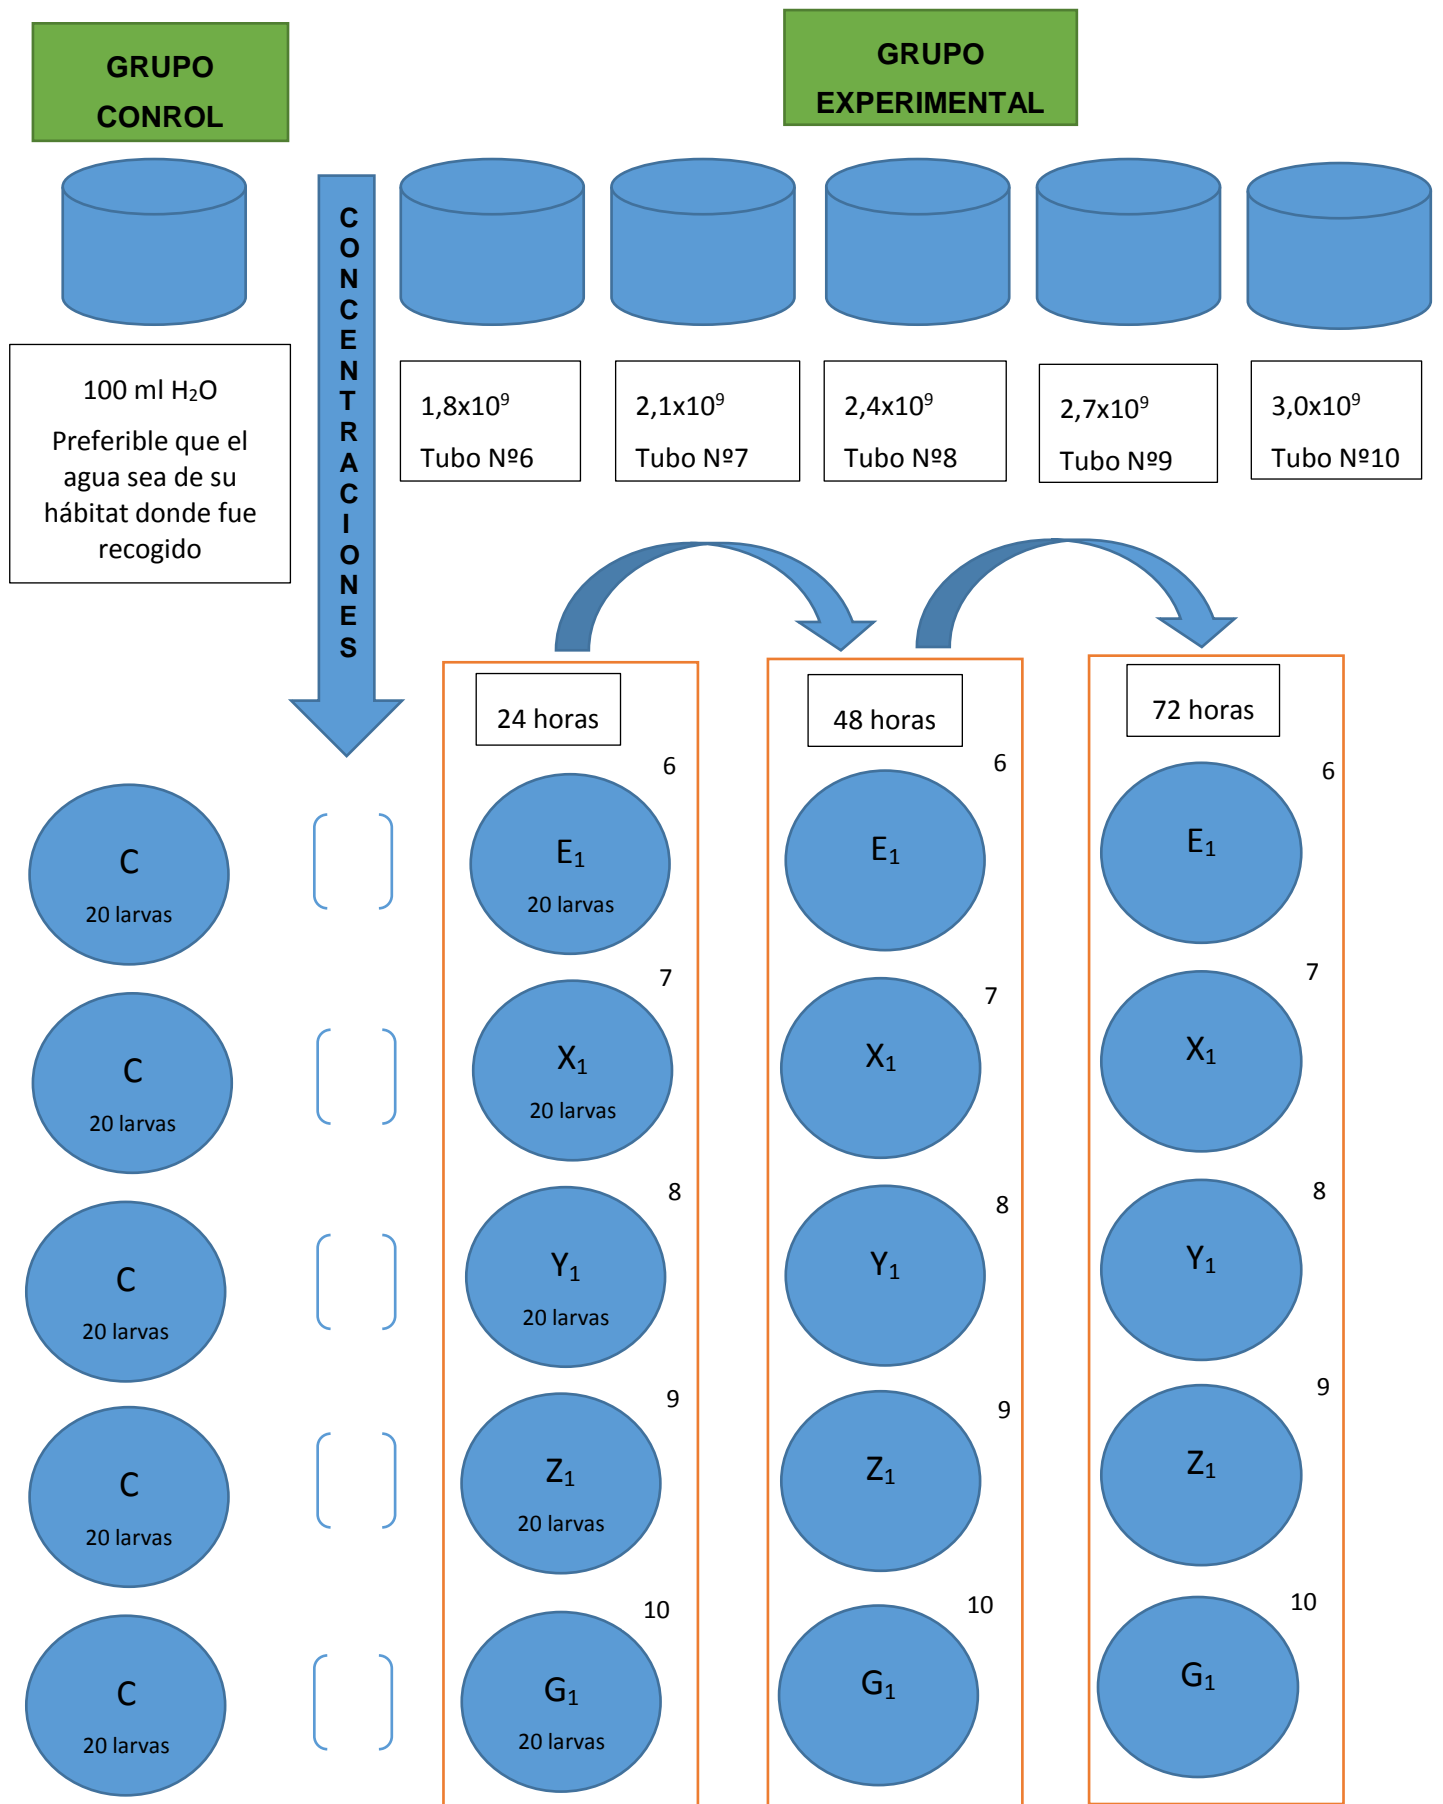 GRUPO
CONROL
GRUPO
EXPERIMENTAL
C
O
N
C
E
N
T
R
A
C
I
O
N
E
S
100 ml H₂O
Preferible que el
agua sea de su
hábitat donde fue
recogido
1,8x10⁹
Tubo Nº6
2,1x10⁹
Tubo Nº7
2,4x10⁹
Tubo Nº8
2,7x10⁹
Tubo Nº9
3,0x10⁹
Tubo Nº10
24 horas
48 horas
72 horas
C
20 larvas
6
E₁
20 larvas
6
E₁
6
E₁
C
20 larvas
7
X₁
20 larvas
7
X₁
7
X₁
C
20 larvas
8
Y₁
20 larvas
8
Y₁
8
Y₁
C
20 larvas
9
Z₁
20 larvas
9
Z₁
9
Z₁
C
20 larvas
10
G₁
20 larvas
10
G₁
10
G₁